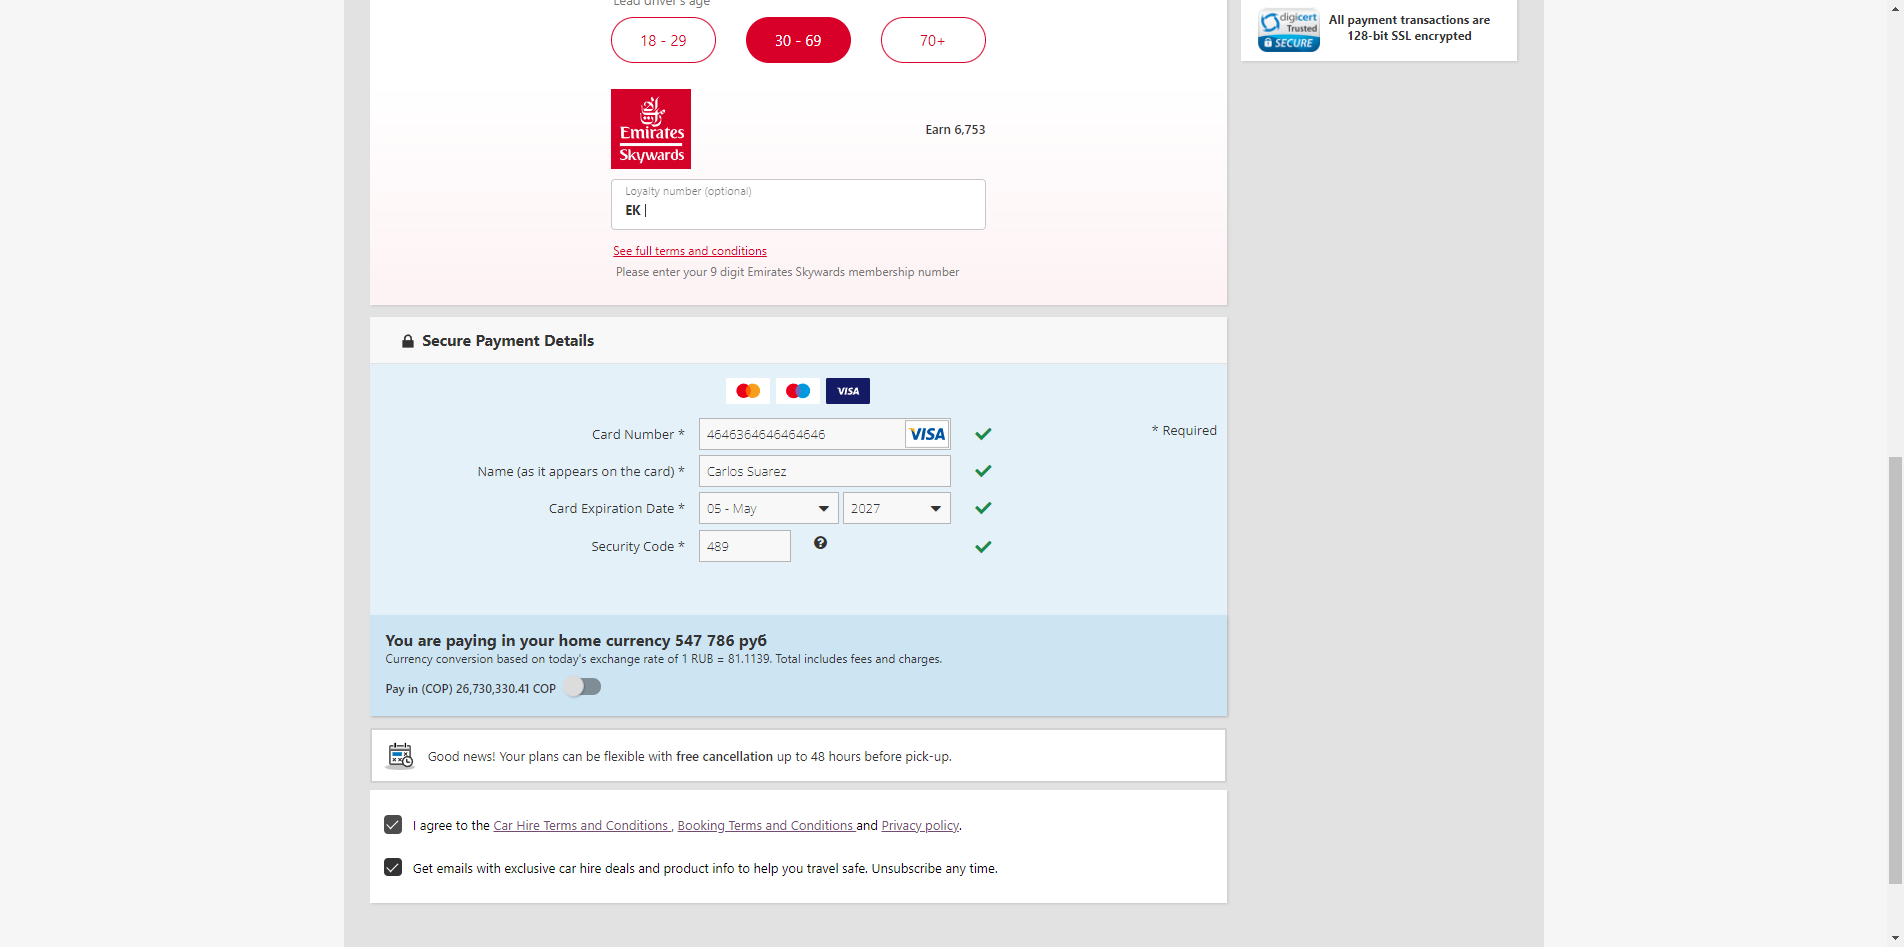 Lead driver's age
18 - 29
30 - 69
70+
Emirates
Skywards
Earn 6,753
Loyalty number (optional)
EK
See full terms and conditions
Please enter your 9 digit Emirates Skywards membership number
digicert
Trusted
SECURE
All payment transactions are
128-bit SSL encrypted
Secure Payment Details
VISA
Card Number *
4646364646464646
VISA
* Required
Name (as it appears on the card) *
Carlos Suarez
Card Expiration Date *
05 - May
2027
Security Code *
489
?
You are paying in your home currency 547 786 руб
Currency conversion based on today's exchange rate of 1 RUB = 81.1139. Total includes fees and charges.
Pay in (COP) 26,730,330.41 COP
Good news! Your plans can be flexible with free cancellation up to 48 hours before pick-up.
I agree to the Car Hire Terms and Conditions , Booking Terms and Conditions and Privacy policy.
Get emails with exclusive car hire deals and product info to help you travel safe. Unsubscribe any time.